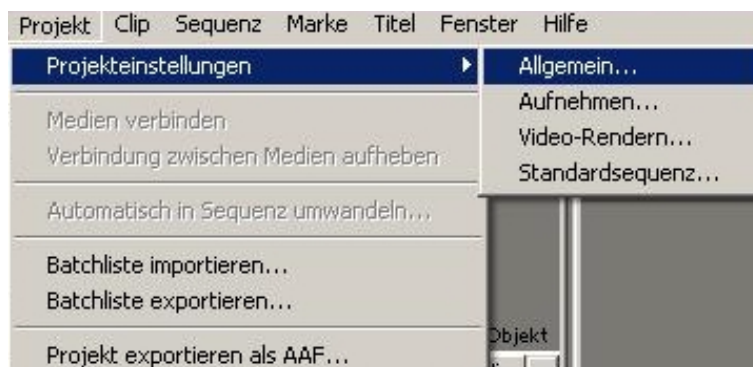 Projekt Clip Sequenz Marke Titel Fenster Hilfe
Projekteinstellungen
Allgemein...
Aufnehmen...
Video-Rendern...
Standardsequenz...
Medien verbinden
Verbindung zwischen Medien aufheben
Automatisch in Sequenz umwandeln...
Batchliste importieren...
Batchliste exportieren...
Projekt exportieren als AAF...
Objekt